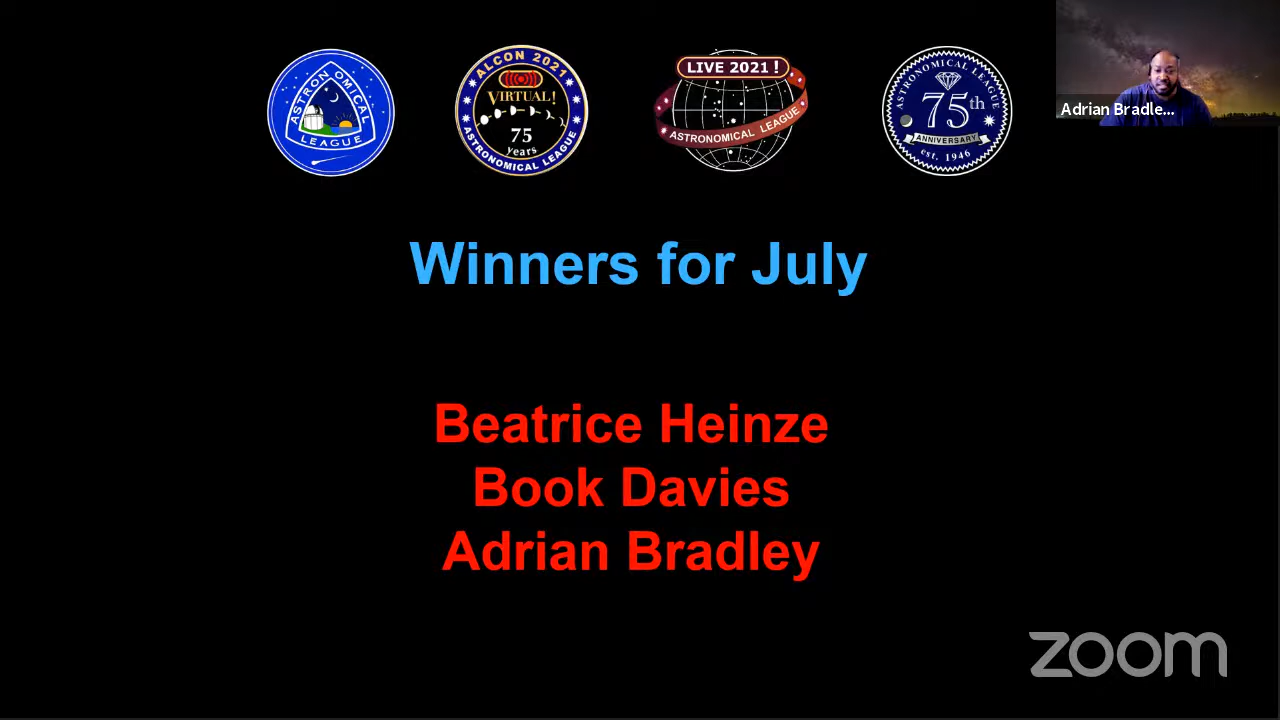 ASTRONOMICAL
LEAGUE
ALCON 2021
VIRTUAL!
75
years
ASTRONOMICAL LEAGUE
LIVE 2021 !
ASTRONOMICAL LEAGUE
ASTRONOMICAL LEAGUE
75th
ANNIVERSARY
est. 1946
Adrian Bradle...
Winners for July
Beatrice Heinze
Book Davies
Adrian Bradley
zoom